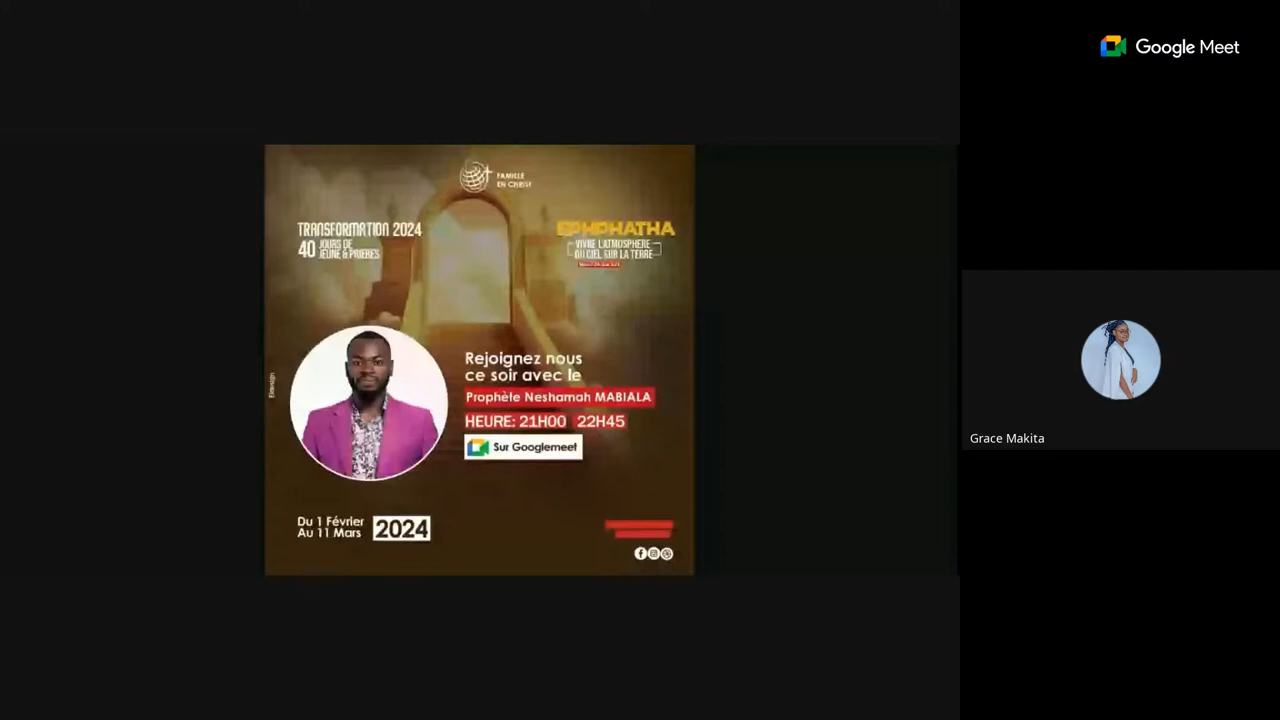 Google Meet
FAMILLE
EN CHRIST
TRANSFORMATION 2024
40 JOURS DE
JEÛNE & PRIÈRES
EPHPHATHA
VIVRE L'ATMOSPHERE
DU CIEL SUR LA TERRE
Rejoignez nous
ce soir avec le
Prophète Neshamah MABIALA
HEURE: 21H00 22H45
Sur Googlemeet
Du 1 Février
Au 11 Mars 2024
Grace Makita